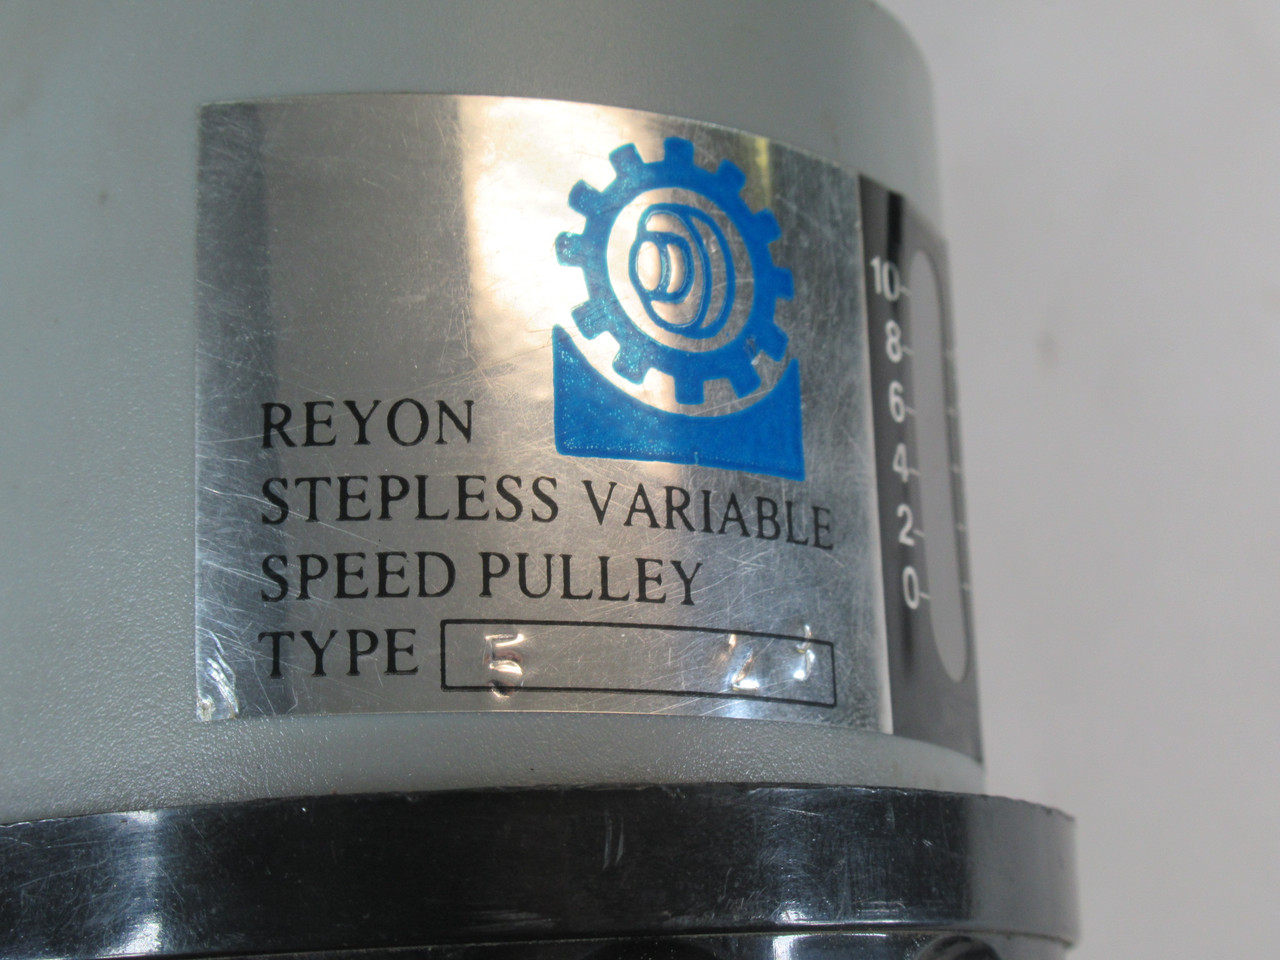 REYON
STEPLESS VARIABLE
SPEED PULLEY
TYPE 5
10
8
6
4
2
0